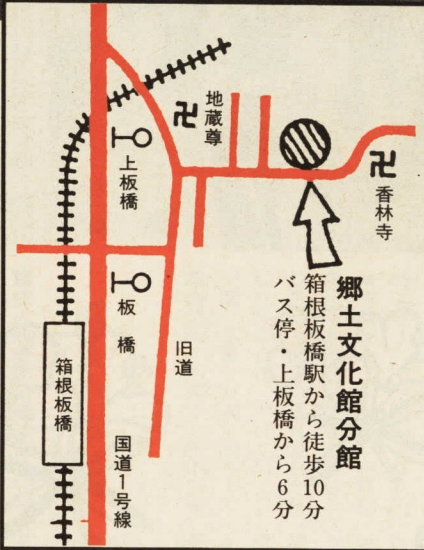 郷土文化館分館
箱根板橋駅から徒歩10分
バス停・上板橋から6分
香林寺
地蔵尊
上板橋
板橋
旧道
国道1号線
箱根板橋